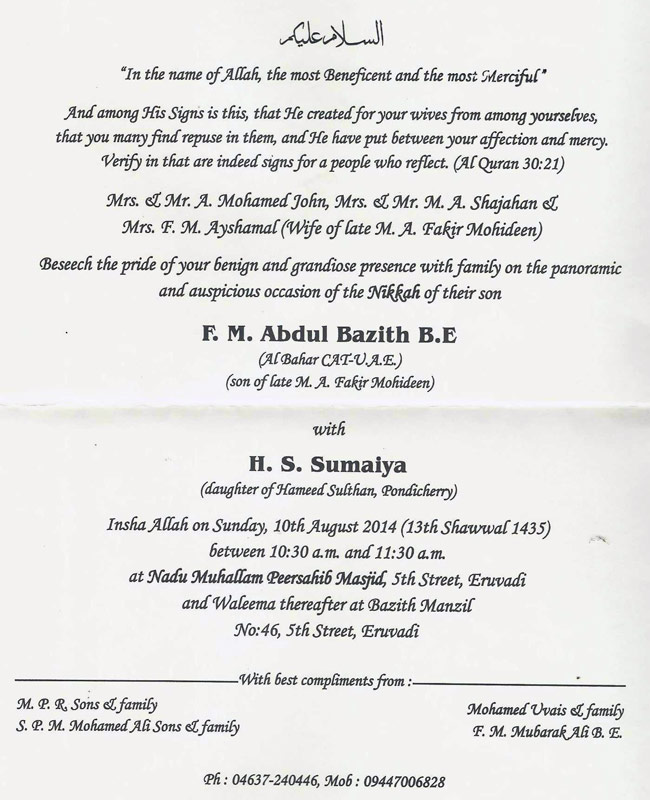 السلام عليكم
"In the name of Allah, the most Beneficent and the most Merciful"
And among His Signs is this, that He created for your wives from among yourselves,
that you many find repuse in them, and He have put between your affection and mercy.
Verify in that are indeed signs for a people who reflect. (Al Quran 30:21)
Mrs. & Mr. A. Mohamed John, Mrs. & Mr. M. A. Shajahan &
Mrs. F. M. Ayshamal (Wife of late M. A. Fakir Mohideen)
Beseech the pride of your benign and grandiose presence with family on the panoramic
and auspicious occasion of the Nikkah of their son
F. M. Abdul Bazith B.E
(Al Bahar CAT-U.A.E.)
(son of late M. A. Fakir Mohideen)
with
H. S. Sumaiya
(daughter of Hameed Sulthan, Pondicherry)
Insha Allah on Sunday, 10th August 2014 (13th Shawwal 1435)
between 10:30 a.m. and 11:30 a.m.
at Nadu Muhallam Peersahib Masjid, 5th Street, Eruvadi
and Waleema thereafter at Bazith Manzil
No:46, 5th Street, Eruvadi
With best compliments from :
M. P. R. Sons & family
S. P. M. Mohamed Ali Sons & family
Mohamed Uvais & family
F. M. Mubarak Ali B. E.
Ph : 04637-240446, Mob : 09447006828